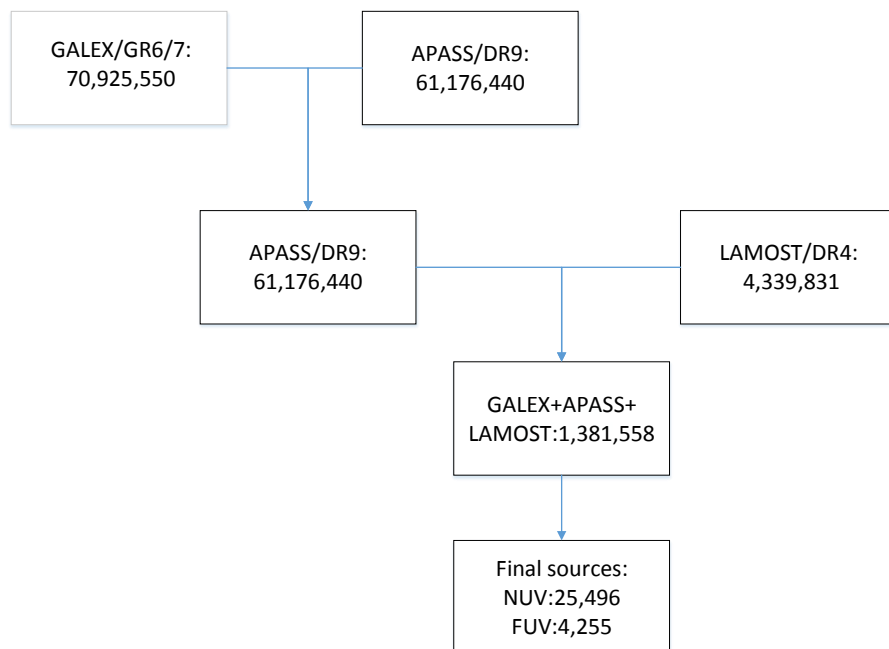 GALEX/GR6/7:
70,925,550
APASS/DR9:
61,176,440
APASS/DR9:
61,176,440
LAMOST/DR4:
4,339,831
GALEX+APASS+
LAMOST:1,381,558
Final sources:
NUV:25,496
FUV:4,255